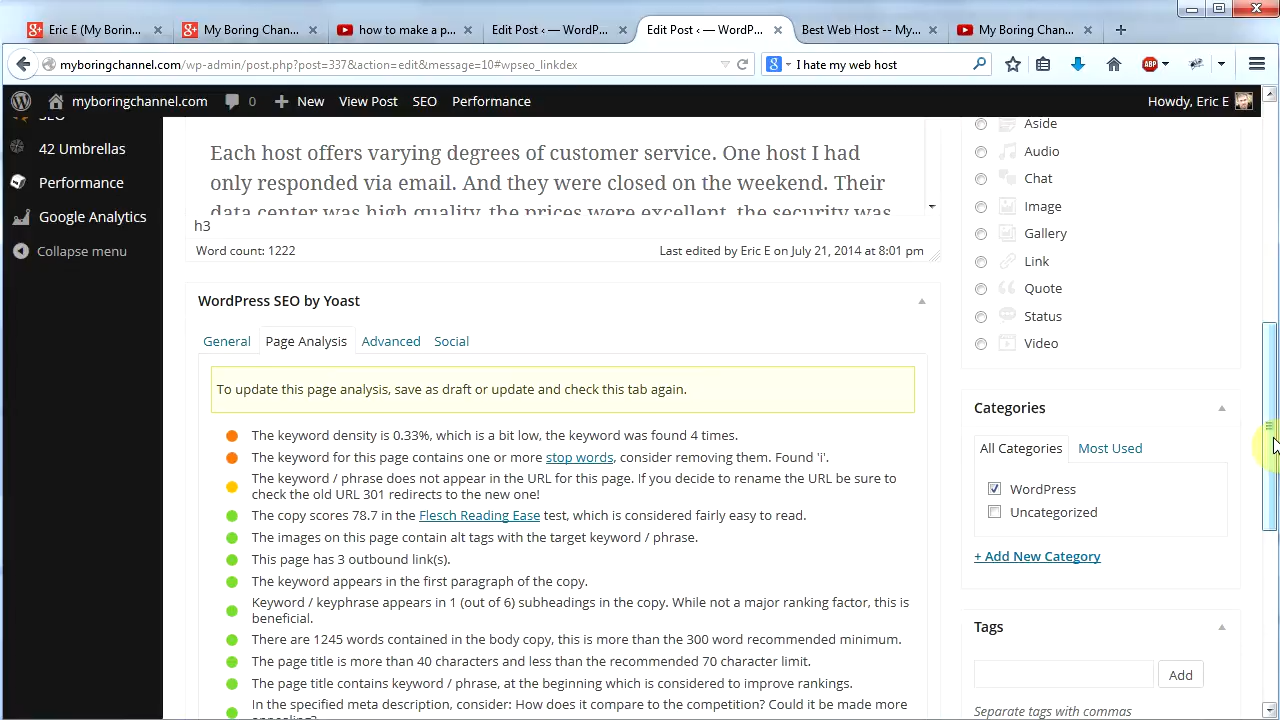 Eric E (My Borin...
My Boring Chan...
how to make a p...
Edit Post ‹ — WordP...
Edit Post ‹ — WordP...
Best Web Host -- My...
My Boring Chan...
myboringchannel.com/wp-admin/post.php?post=337&action=edit&message=10#wpseo_linkdex
I hate my web host
ABP
myboringchannel.com
0
New
View Post
SEO
Performance
Howdy, Eric E
SEO
42 Umbrellas
Performance
Google Analytics
Collapse menu
Each host offers varying degrees of customer service. One host I had
only responded via email. And they were closed on the weekend. Their
data center was high quality, the prices were excellent, the security was
h3
Word count: 1222
Last edited by Eric E on July 21, 2014 at 8:01 pm
WordPress SEO by Yoast
General
Page Analysis
Advanced
Social
To update this page analysis, save as draft or update and check this tab again.
The keyword density is 0.33%, which is a bit low, the keyword was found 4 times.
The keyword for this page contains one or more stop words, consider removing them. Found 'i'.
The keyword / phrase does not appear in the URL for this page. If you decide to rename the URL be sure to
check the old URL 301 redirects to the new one!
The copy scores 78.7 in the Flesch Reading Ease test, which is considered fairly easy to read.
The images on this page contain alt tags with the target keyword / phrase.
This page has 3 outbound link(s).
The keyword appears in the first paragraph of the copy.
Keyword / keyphrase appears in 1 (out of 6) subheadings in the copy. While not a major ranking factor, this is
beneficial.
There are 1245 words contained in the body copy, this is more than the 300 word recommended minimum.
The page title is more than 40 characters and less than the recommended 70 character limit.
The page title contains keyword / phrase, at the beginning which is considered to improve rankings.
In the specified meta description, consider: How does it compare to the competition? Could it be made more
appealing?
Aside
Audio
Chat
Image
Gallery
Link
Quote
Status
Video
Categories
All Categories
Most Used
WordPress
Uncategorized
+ Add New Category
Tags
Add
Separate tags with commas